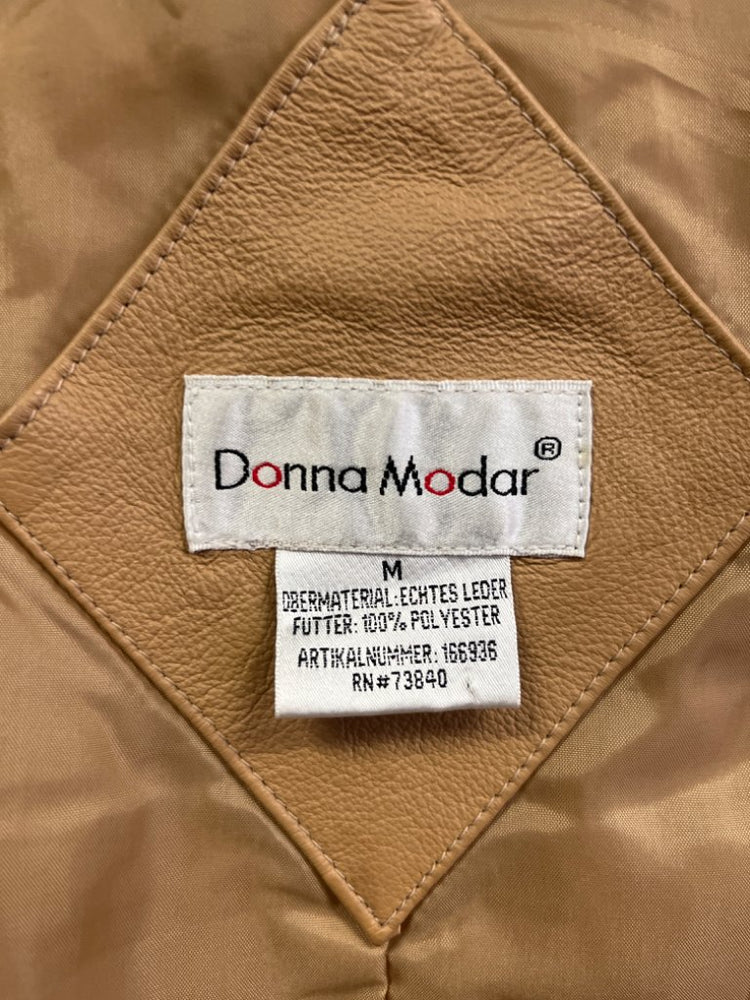 Donna Modar®
M
OBERMATERIAL:ECHTES LEDER
FUTTER: 100% POLYESTER
ARTIKALNUMMER: 166936
RN#73840